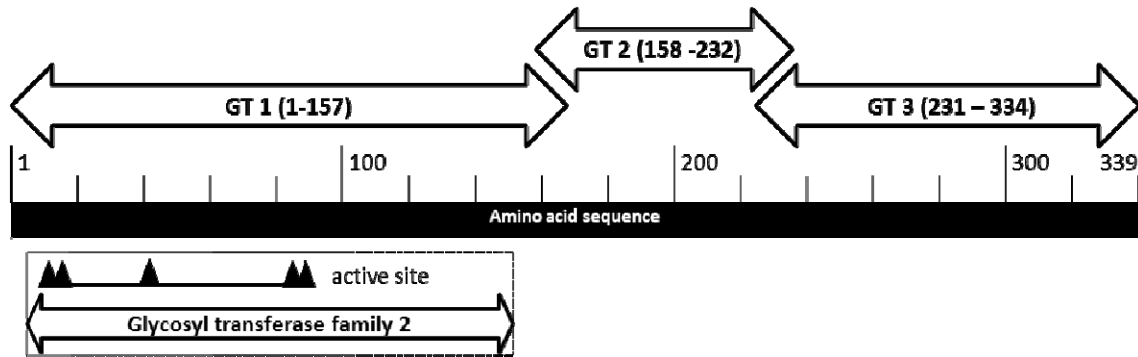 GT 2 (158 -232)
GT 1 (1-157)
GT 3 (231 – 334)
1 100 200 300 339
Amino acid sequence
active site
Glycosyl transferase family 2